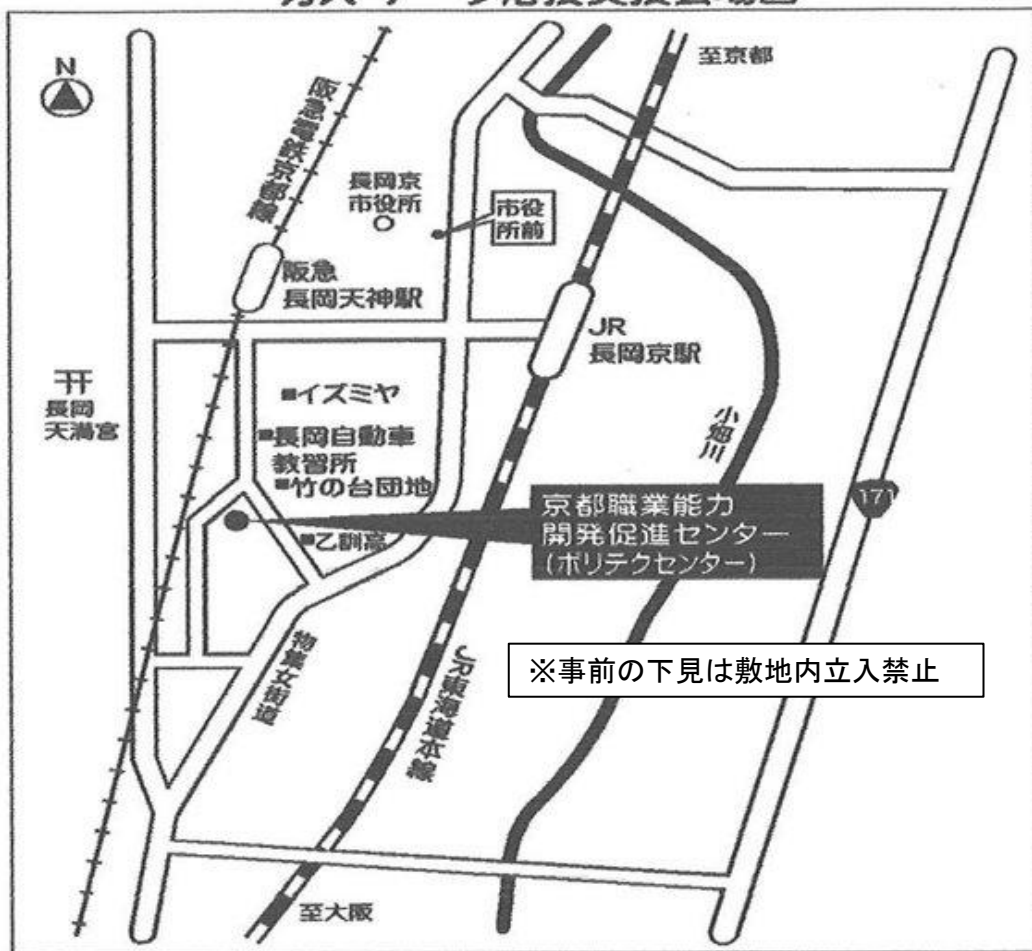 N
至京都
阪急電鉄京都線
長岡京
市役所
市役
所前
阪急
長岡天神駅
JR
長岡京駅
長岡
天満宮
■イズミヤ
■長岡自動車
教習所
■竹の台団地
小畑川
171
京都職業能力
開発促進センター
(ポリテクセンター)
■乙訓高
物集女街道
JR東海道本線
※事前の下見は敷地内立入禁止
至大阪